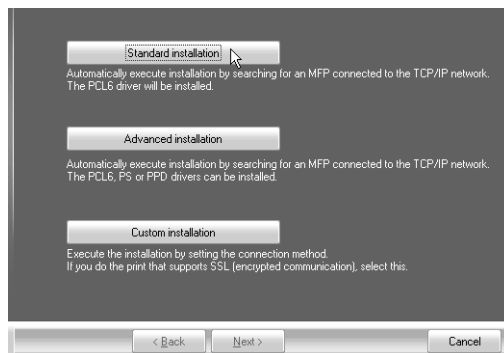 Standard installation
Automatically execute installation by searching for an MFP connected to the TCP/IP network.
The PCL6 driver will be installed.
Advanced installation
Automatically execute installation by searching for an MFP connected to the TCP/IP network.
The PCL6, PS or PPD drivers can be installed.
Custom installation
Execute the installation by setting the connection method.
If you do the print that supports SSL (encrypted communication), select this.
< Back Next > Cancel